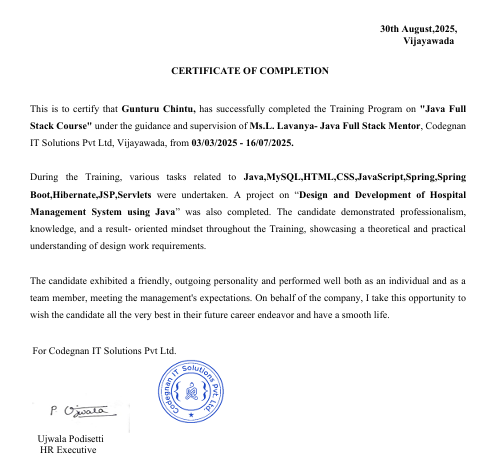 30th August,2025,
Vijayawada
CERTIFICATE OF COMPLETION
This is to certify that Gunturu Chintu, has successfully completed the Training Program on "Java Full
Stack Course" under the guidance and supervision of Ms.L. Lavanya- Java Full Stack Mentor, Codegnan
IT Solutions Pvt Ltd, Vijayawada, from 03/03/2025 - 16/07/2025.
During the Training, various tasks related to Java,MySQL,HTML,CSS,JavaScript,Spring,Spring
Boot,Hibernate,JSP,Servlets were undertaken. A project on “Design and Development of Hospital
Management System using Java” was also completed. The candidate demonstrated professionalism,
knowledge, and a result- oriented mindset throughout the Training, showcasing a theoretical and practical
understanding of design work requirements.
The candidate exhibited a friendly, outgoing personality and performed well both as an individual and as a
team member, meeting the management's expectations. On behalf of the company, I take this opportunity to
wish the candidate all the very best in their future career endeavor and have a smooth life.
For Codegnan IT Solutions Pvt Ltd.
Codegnan IT Solutions Pvt. Ltd.
P Ujwala
Ujwala Podisetti
HR Executive